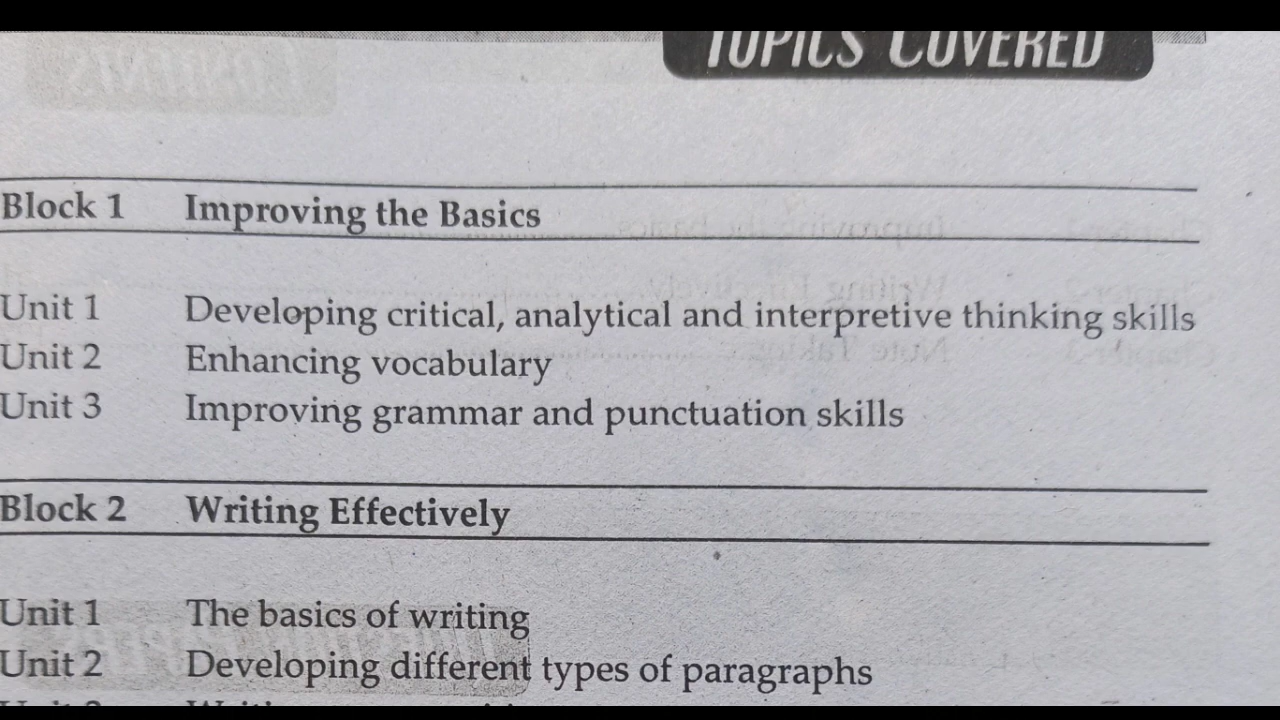 TOPICS COVERED
Block 1 Improving the Basics
Unit 1 Developing critical, analytical and interpretive thinking skills
Unit 2 Enhancing vocabulary
Unit 3 Improving grammar and punctuation skills
Block 2 Writing Effectively
Unit 1 The basics of writing
Unit 2 Developing different types of paragraphs